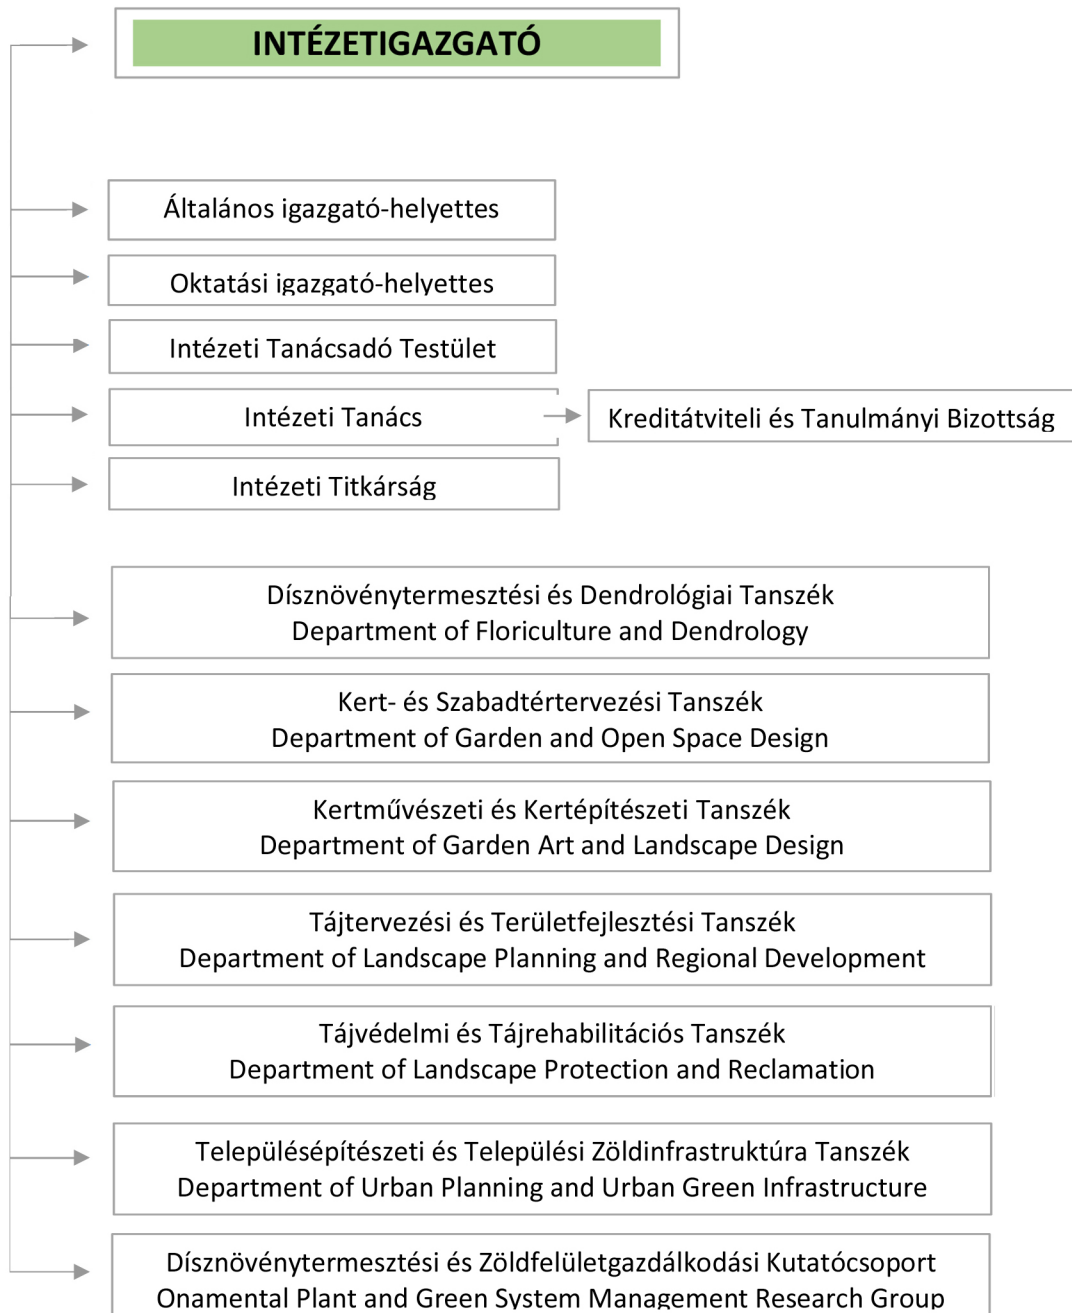 INTÉZETIGAZGATÓ
Általános igazgató-helyettes
Oktatási igazgató-helyettes
Intézeti Tanácsadó Testület
Intézeti Tanács
Kreditátviteli és Tanulmányi Bizottság
Intézeti Titkárság
Dísznövénytermesztési és Dendrológiai Tanszék
Department of Floriculture and Dendrology
Kert- és Szabadtértervezési Tanszék
Department of Garden and Open Space Design
Kertművészeti és Kertépítészeti Tanszék
Department of Garden Art and Landscape Design
Tájtervezési és Területfejlesztési Tanszék
Department of Landscape Planning and Regional Development
Tájvédelmi és Tájrehabilitációs Tanszék
Department of Landscape Protection and Reclamation
Településépítészeti és Települési Zöldinfrastruktúra Tanszék
Department of Urban Planning and Urban Green Infrastructure
Dísznövénytermesztési és Zöldfelületgazdálkodási Kutatócsoport
Onamental Plant and Green System Management Research Group